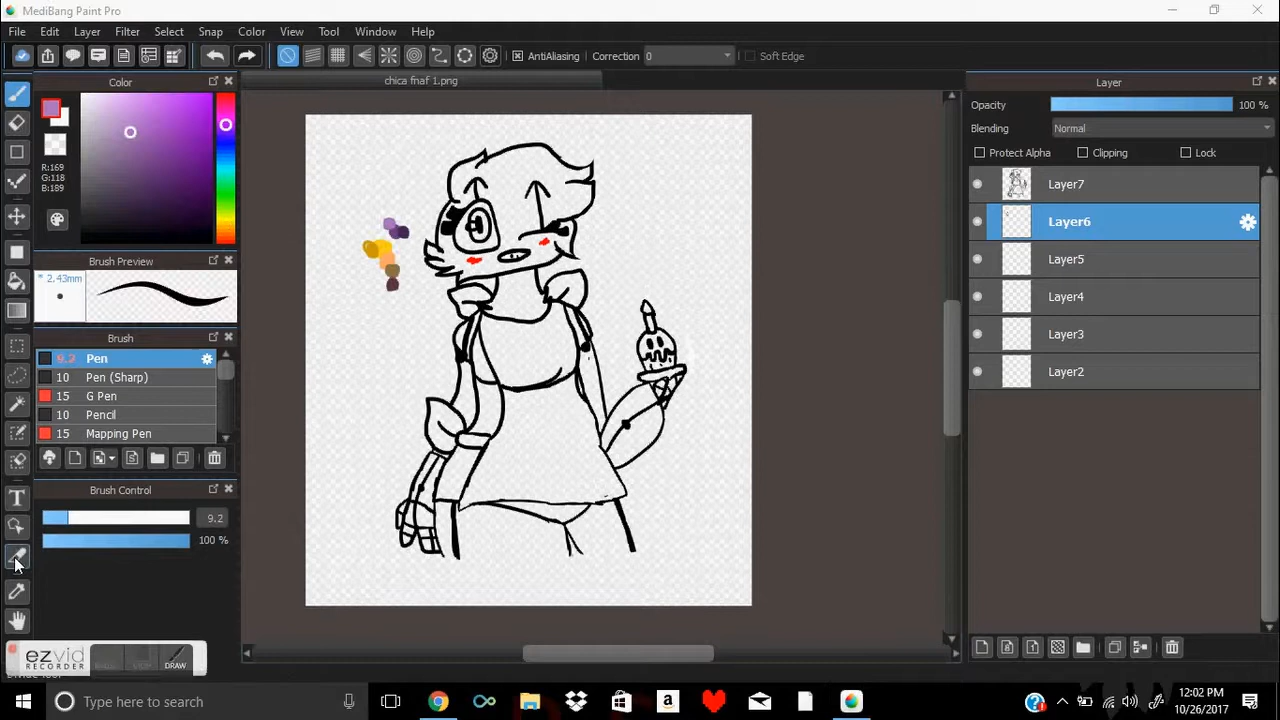 MediBang Paint Pro
File Edit Layer Filter Select Snap Color View Tool Window Help
AntiAliasing Correction 0 Soft Edge
Color
chica fnaf 1.png
Layer
R:169
G:118
B:189
Opacity 100 %
Blending Normal
Protect Alpha Clipping Lock
Layer7
Layer6
Layer5
Layer4
Layer3
Layer2
Brush Preview
* 2.43mm
Brush
9.2 Pen
10 Pen (Sharp)
15 G Pen
10 Pencil
15 Mapping Pen
Brush Control
9.2
100 %
T
ezvid
RECORDER
DRAW
Type here to search
12:02 PM
10/26/2017